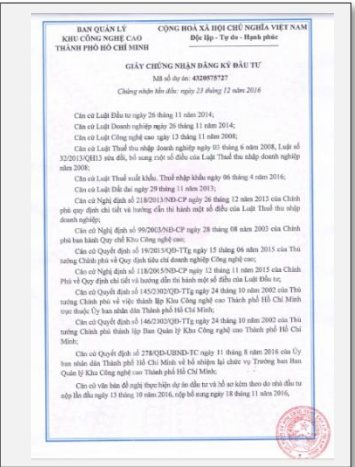 BAN QUẢN LÝ
KHU CÔNG NGHỆ CAO
THÀNH PHỐ HỒ CHÍ MINH
CỘNG HOÀ XÃ HỘI CHỦ NGHĨA VIỆT NAM
Độc lập - Tự do - Hạnh phúc
GIẤY CHỨNG NHẬN ĐĂNG KÝ ĐẦU TƯ
Mã số dự án: 4320875727
Chứng nhận lần đầu: ngày 23 tháng 12 năm 2016
Căn cứ Luật Đầu tư ngày 26 tháng 11 năm 2014;
Căn cứ Luật Doanh nghiệp ngày 26 tháng 11 năm 2014;
Căn cứ Luật Công nghệ cao ngày 13 tháng 11 năm 2008;
Căn cứ Luật Thuế thu nhập doanh nghiệp ngày 03 tháng 6 năm 2008, Luật số
32/2013/QH13 sửa đổi, bổ sung một số điều của Luật Thuế thu nhập doanh nghiệp
năm 2008;
Căn cứ Luật Thuế xuất khẩu, Thuế nhập khẩu ngày 06 tháng 4 năm 2016;
Căn cứ Luật Đất đai ngày 29 tháng 11 năm 2013;
Căn cứ Nghị định số 218/2013/NĐ-CP ngày 26 tháng 12 năm 2013 của Chính
phủ quy định chi tiết và hướng dẫn thi hành một số điều của Luật Thuế thu nhập
doanh nghiệp;
Căn cứ Nghị định số 99/2003/NĐ-CP ngày 28 tháng 08 năm 2003 của Chính
phủ ban hành Quy chế Khu Công nghệ cao;
Căn cứ Quyết định số 19/2015/QĐ-TTg ngày 15 tháng 06 năm 2015 của Thủ
tướng Chính phủ về Quy định tiêu chí doanh nghiệp Công nghệ cao;
Căn cứ Nghị định số 118/2015/NĐ-CP ngày 12 tháng 11 năm 2015 của Chính
Phủ về Quy định chi tiết và hướng dẫn thi hành một số điều của Luật Đầu tư;
Căn cứ Quyết định số 145/2002/QĐ-TTg ngày 24 tháng 10 năm 2002 của Thủ
tướng Chính phủ về việc thành lập Khu Công nghệ cao Thành phố Hồ Chí Minh
trực thuộc Ủy ban nhân dân Thành phố Hồ Chí Minh;
Căn cứ Quyết định số 146/2002/QĐ-TTg ngày 24 tháng 10 năm 2002 của Thủ
tướng Chính phủ thành lập Ban Quản lý Khu Công nghệ cao Thành phố Hồ Chí
Minh;
Căn cứ Quyết định số 278/QĐ-UBND-TC ngày 11 tháng 8 năm 2016 của Ủy
ban nhân dân Thành phố Hồ Chí Minh về bổ nhiệm lại chức vụ Trưởng ban Ban
Quản lý Khu Công nghệ cao Thành phố Hồ Chí Minh;
Căn cứ văn bản đề nghị thực hiện dự án đầu tư và hồ sơ kèm theo do nhà đầu tư
nộp lần đầu ngày 13 tháng 10 năm 2016, nộp bổ sung ngày 18 tháng 11 năm 2016,